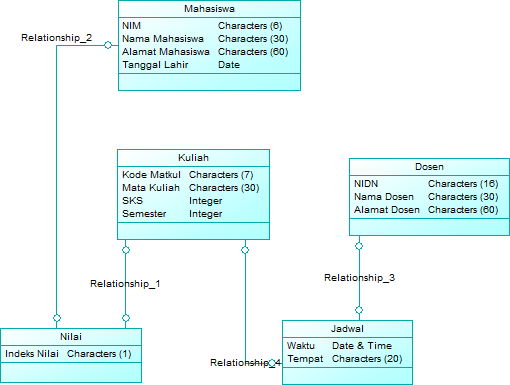 Mahasiswa
NIM Characters (6)
Nama Mahasiswa Characters (30)
Alamat Mahasiswa Characters (60)
Tanggal Lahir Date
Relationship_2
Kuliah
Kode Matkul Characters (7)
Mata Kuliah Characters (30)
SKS Integer
Semester Integer
Dosen
NIDN Characters (16)
Nama Dosen Characters (30)
Alamat Dosen Characters (60)
Relationship_1
Relationship_3
Nilai
Indeks Nilai Characters (1)
Jadwal
Waktu Date & Time
Tempat Characters (20)
Relationship_4